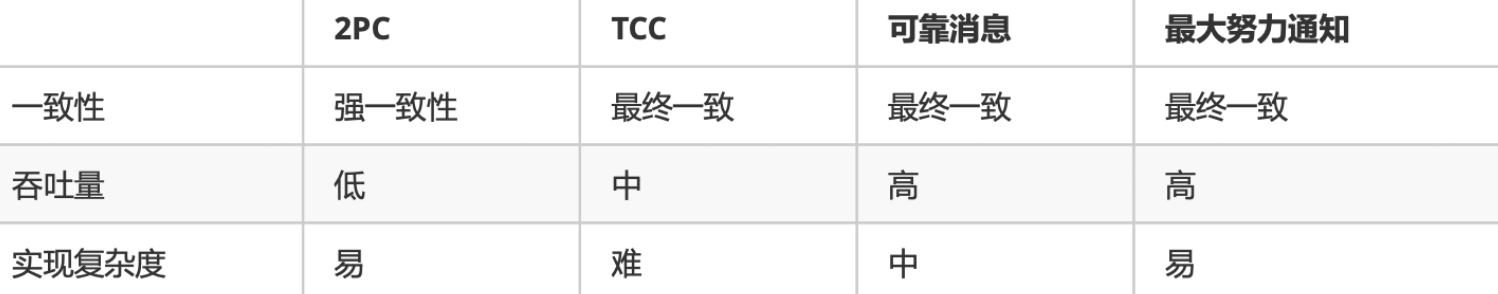 2PC TCC 可靠消息 最大努力通知
一致性 强一致性 最终一致 最终一致 最终一致
吞吐量 低 中 高 高
实现复杂度 易 难 中 易